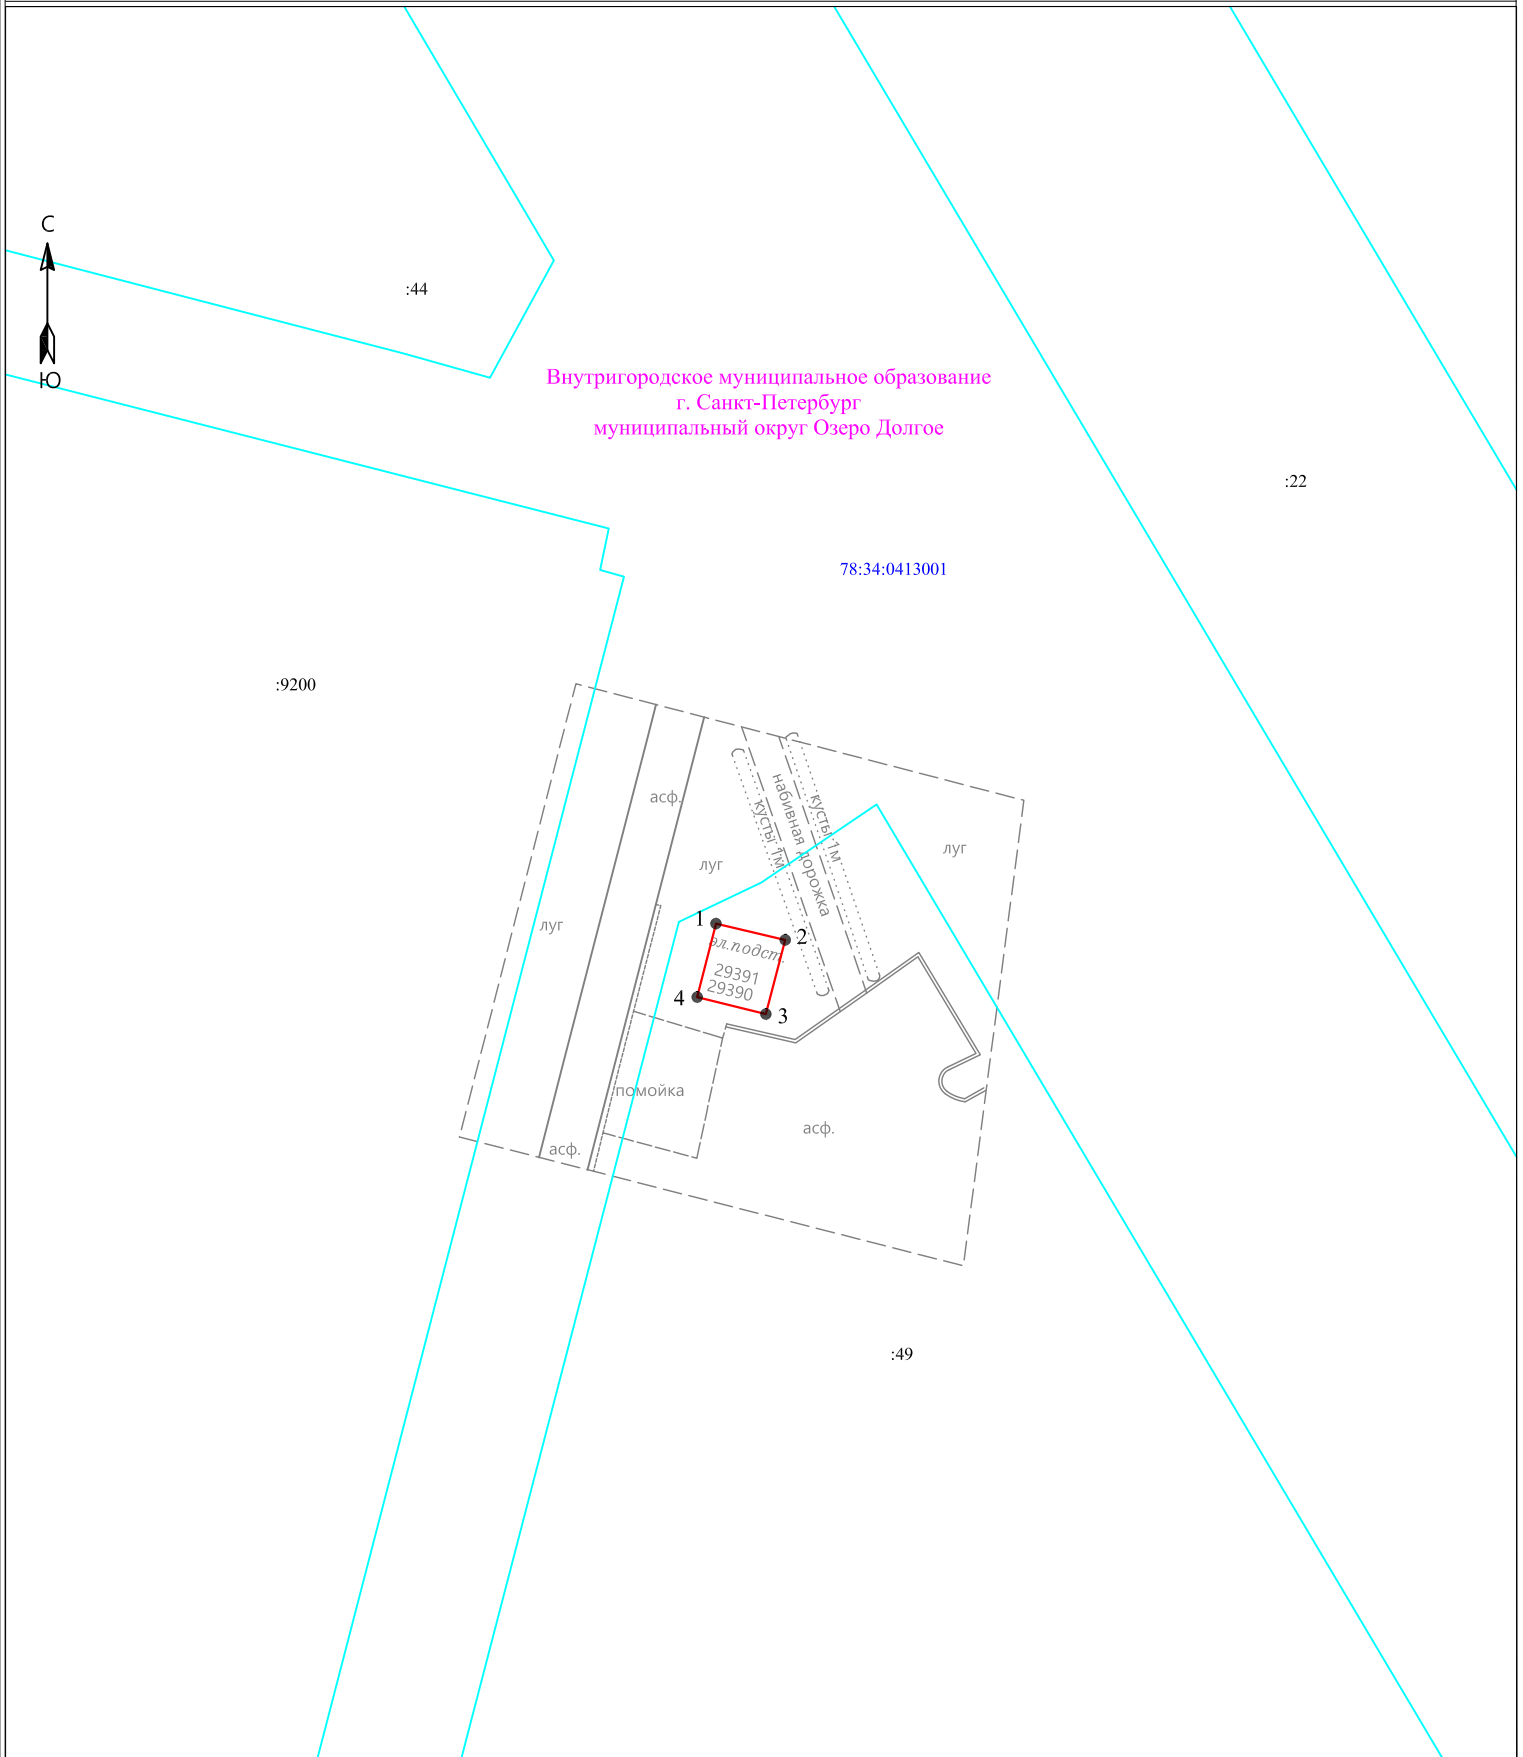 С
Ю
:44
Внутригородское муниципальное образование
г. Санкт-Петербург
муниципальный округ Озеро Долгое
:22
78:34:0413001
:9200
асф.
кусты 1м
набивная дорожка
кусты 1м
луг
луг
луг
1
2
эл.подст.
29391
29390
4
3
помойка
асф.
асф.
:49